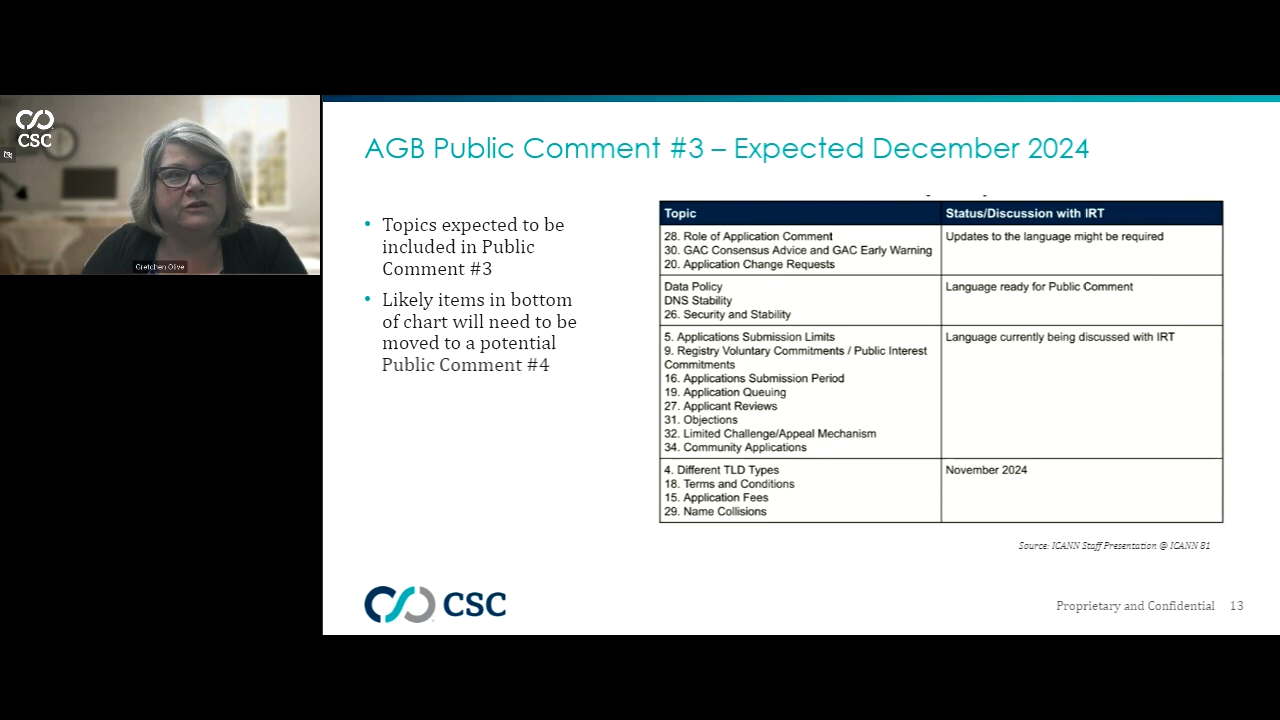 CSC
Gretchen Olive
AGB Public Comment #3 – Expected December 2024
• Topics expected to be
included in Public
Comment #3
• Likely items in bottom
of chart will need to be
moved to a potential
Public Comment #4
Topic
Status/Discussion with IRT
28. Role of Application Comment
30. GAC Consensus Advice and GAC Early Warning
20. Application Change Requests
Updates to the language might be required
Data Policy
DNS Stability
26. Security and Stability
Language ready for Public Comment
5. Applications Submission Limits
9. Registry Voluntary Commitments / Public Interest
Commitments
16. Applications Submission Period
19. Application Queuing
27. Applicant Reviews
31. Objections
32. Limited Challenge/Appeal Mechanism
34. Community Applications
Language currently being discussed with IRT
4. Different TLD Types
18. Terms and Conditions
15. Application Fees
29. Name Collisions
November 2024
Source: ICANN Staff Presentation @ ICANN 81
CSC
Proprietary and Confidential 13